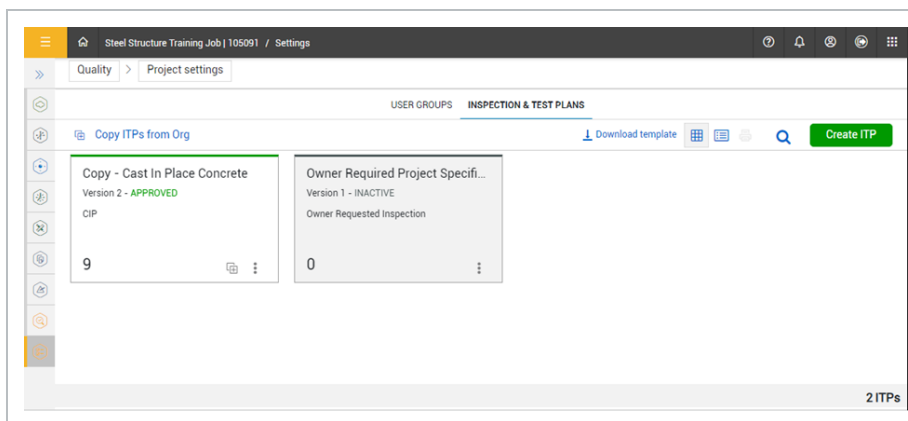 Steel Structure Training Job | 105091 / Settings
Quality > Project settings
USER GROUPS INSPECTION & TEST PLANS
Copy ITPs from Org Download template Create ITP
Copy - Cast In Place Concrete
Version 2 - APPROVED
CIP
9
Owner Required Project Specifi...
Version 1 - INACTIVE
Owner Requested Inspection
0
2 ITPs